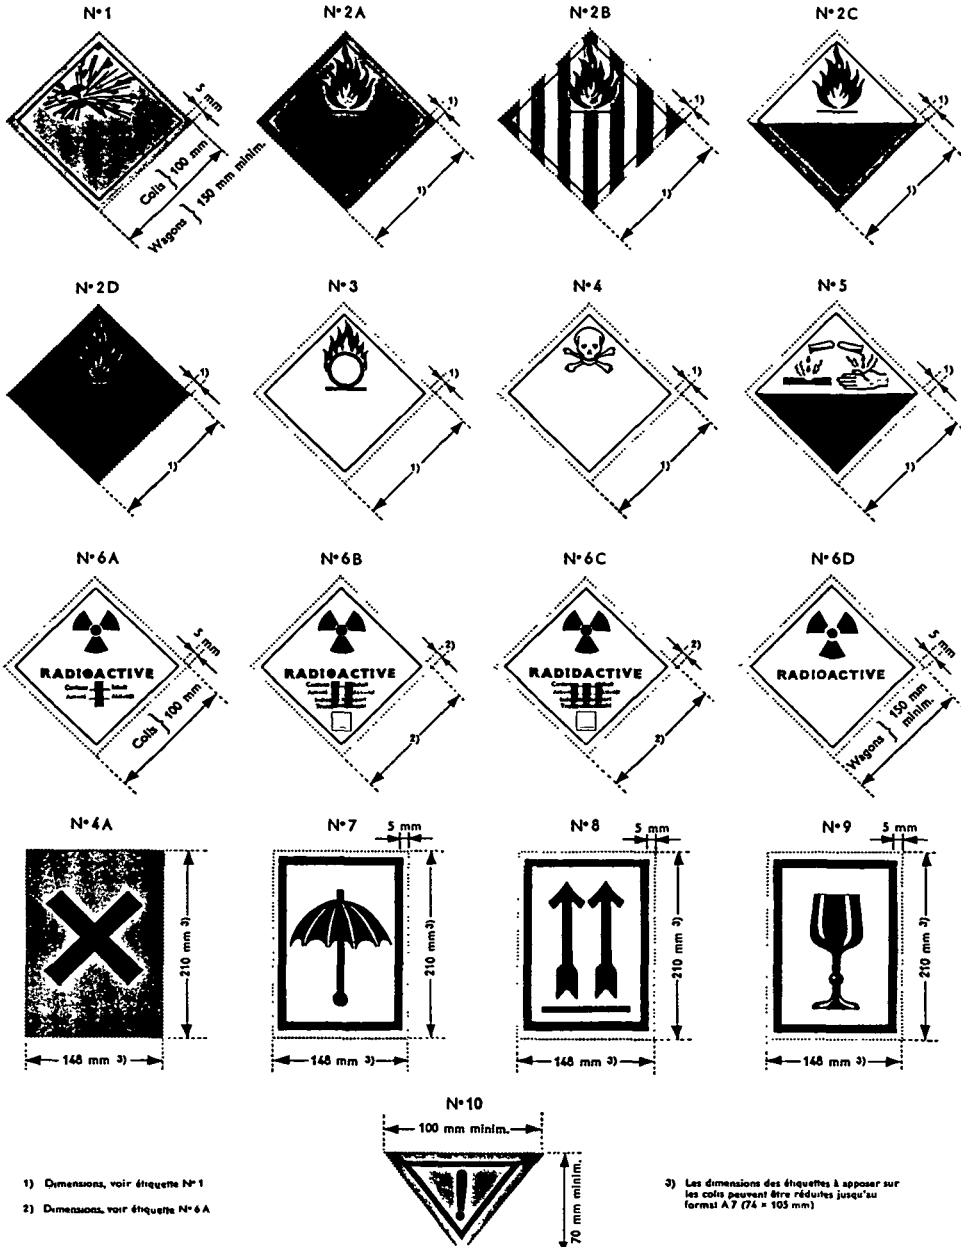 N° 1 N° 2A N° 2B N° 2C
5 mm 1) 1) 1)
Colis } 100 mm
Wagons } 150 mm minim.
1) 1) 1)
N° 2D N° 3 N° 4 N° 5
1) 1) 1) 1)
1) 1) 1) 1)
N° 6A N° 6B N° 6C N° 6D
5 mm 2) 2) 5 mm
RADIOACTIVE RADIOACTIVE RADIOACTIVE RADIOACTIVE
Colis } 100 mm 2) 2) Wagons } 150 mm minim.
N° 4A N° 7 5 mm N° 8 5 mm N° 9 5 mm
210 mm 3) 210 mm 3) 210 mm 3) 210 mm 3)
148 mm 3) 148 mm 3) 148 mm 3) 148 mm 3)
N° 10
100 mm minim.
70 mm minim.
1) Dimensions, voir étiquette N° 1
2) Dimensions, voir étiquette N° 6 A
3) Les dimensions des étiquettes à apposer sur
les colis peuvent être réduites jusqu'au
format A7 (74 × 105 mm)